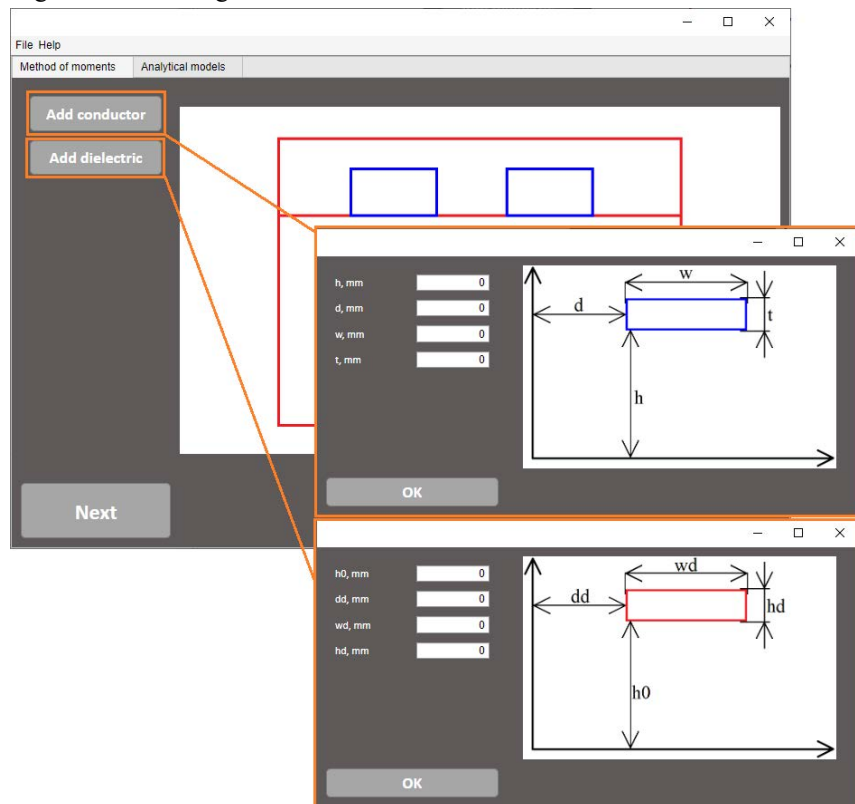 File Help
Method of moments Analytical models
Add conductor
Add dielectric
Next
h, mm 0
d, mm 0
w, mm 0
t, mm 0
OK
w
d
t
h
h0, mm 0
dd, mm 0
wd, mm 0
hd, mm 0
OK
wd
dd
hd
h0